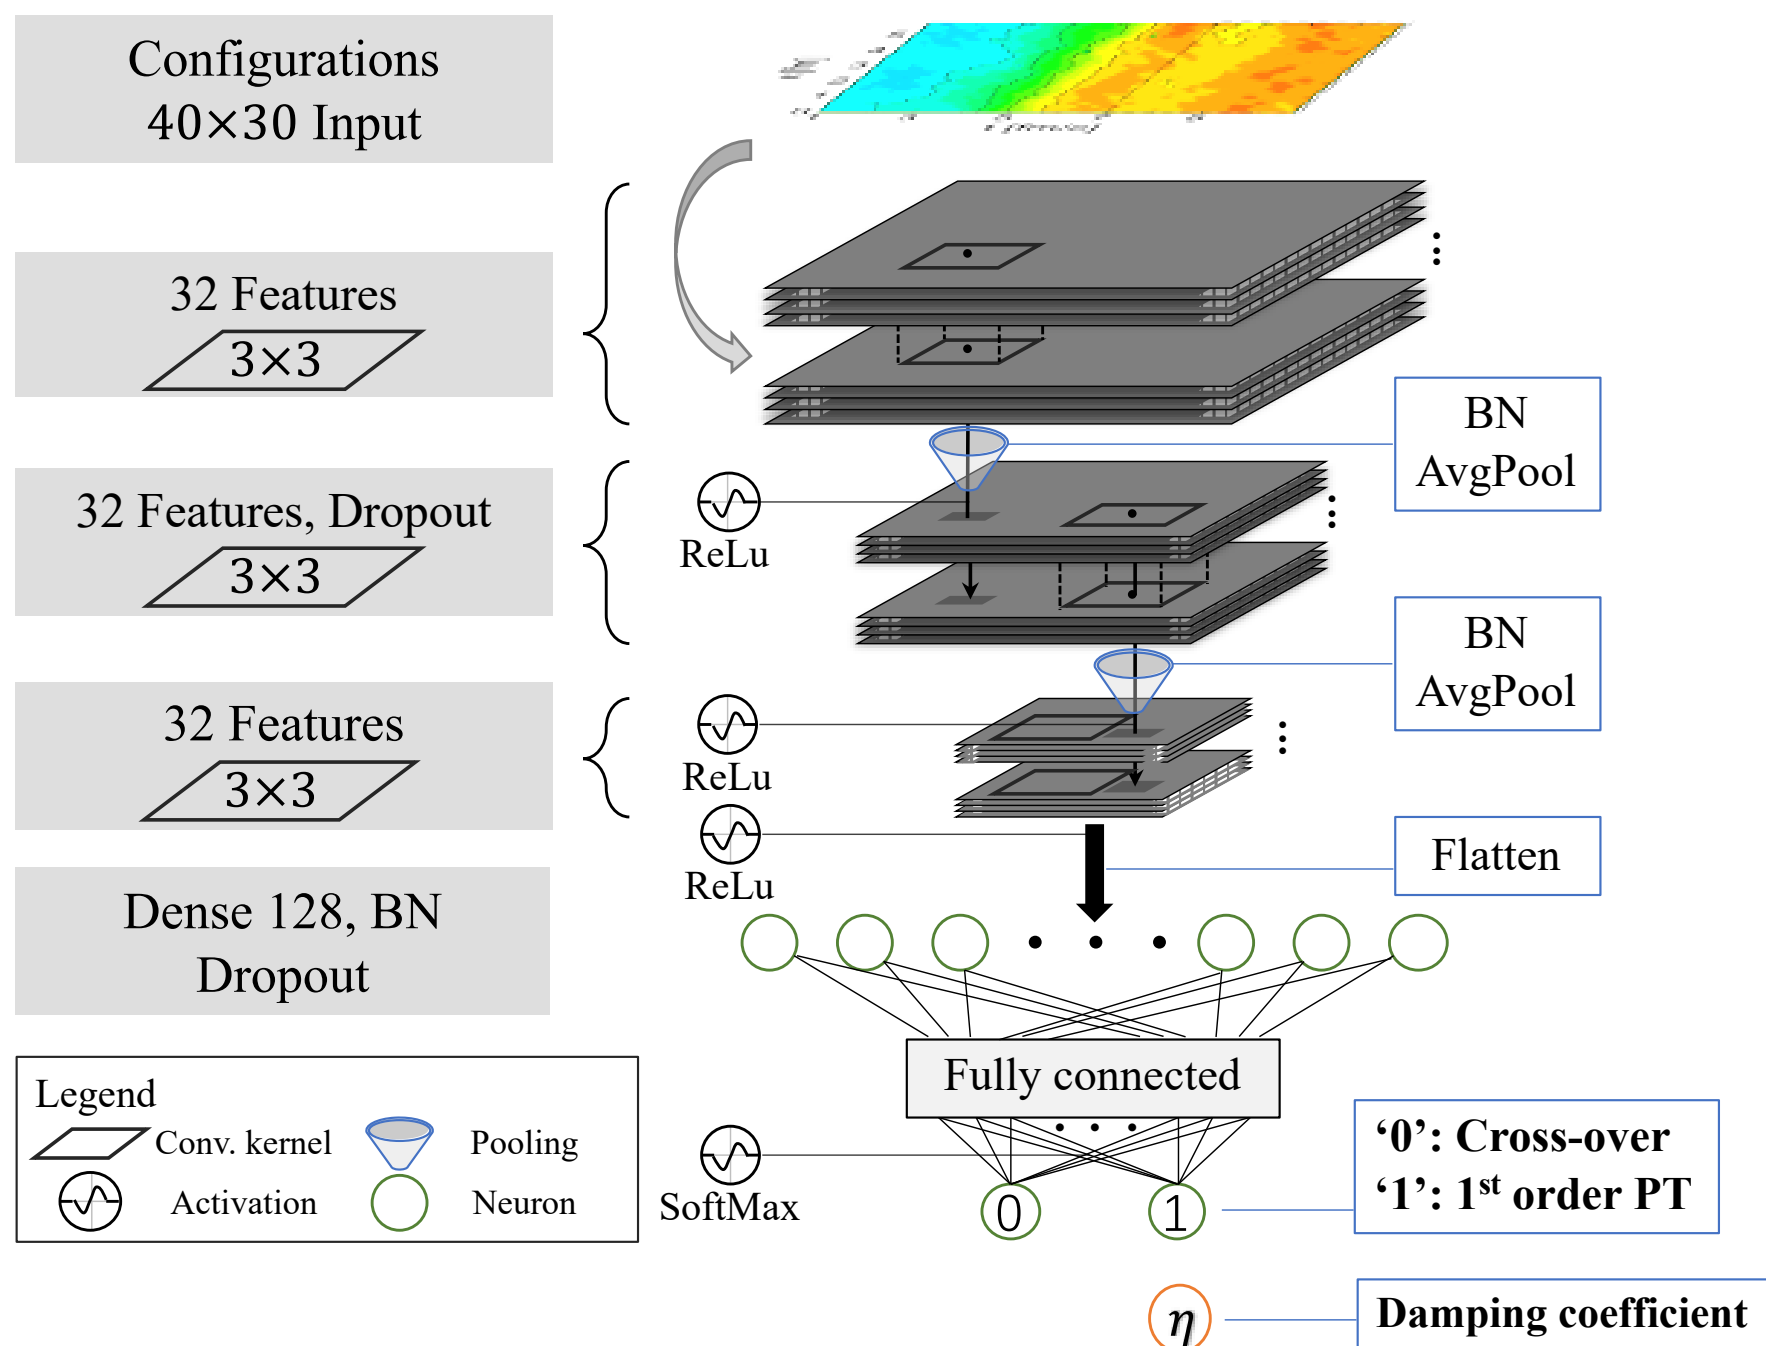 Configurations
40×30 Input
32 Features
3×3
BN
AvgPool
32 Features, Dropout
3×3
ReLu
BN
AvgPool
32 Features
3×3
ReLu
ReLu
Flatten
Dense 128, BN
Dropout
Fully connected
Legend
Conv. kernel
Pooling
Activation
Neuron
SoftMax
0
1
‘0’: Cross-over
‘1’: 1st order PT
η
Damping coefficient